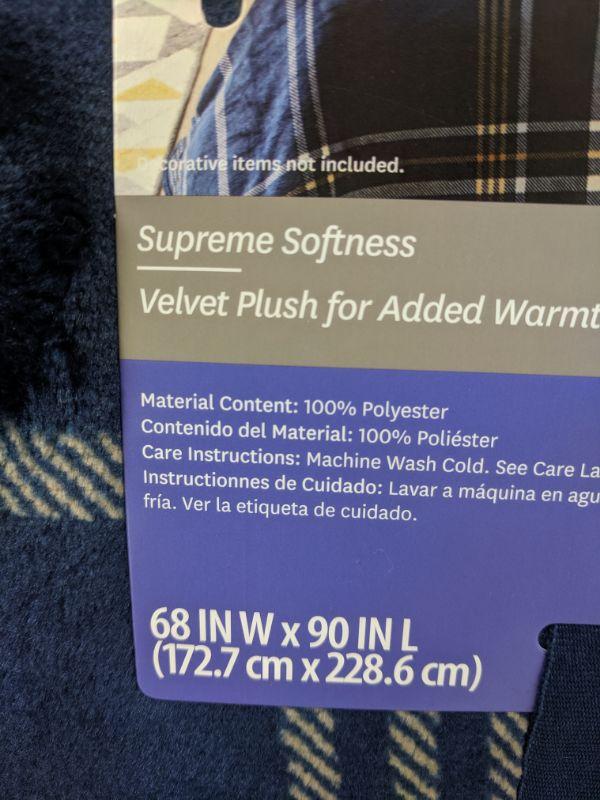 Decorative items not included.
Supreme Softness
Velvet Plush for Added Warmt
Material Content: 100% Polyester
Contenido del Material: 100% Poliéster
Care Instructions: Machine Wash Cold. See Care La
Instructionnes de Cuidado: Lavar a máquina en agu
fría. Ver la etiqueta de cuidado.
68 IN W x 90 IN L
(172.7 cm x 228.6 cm)